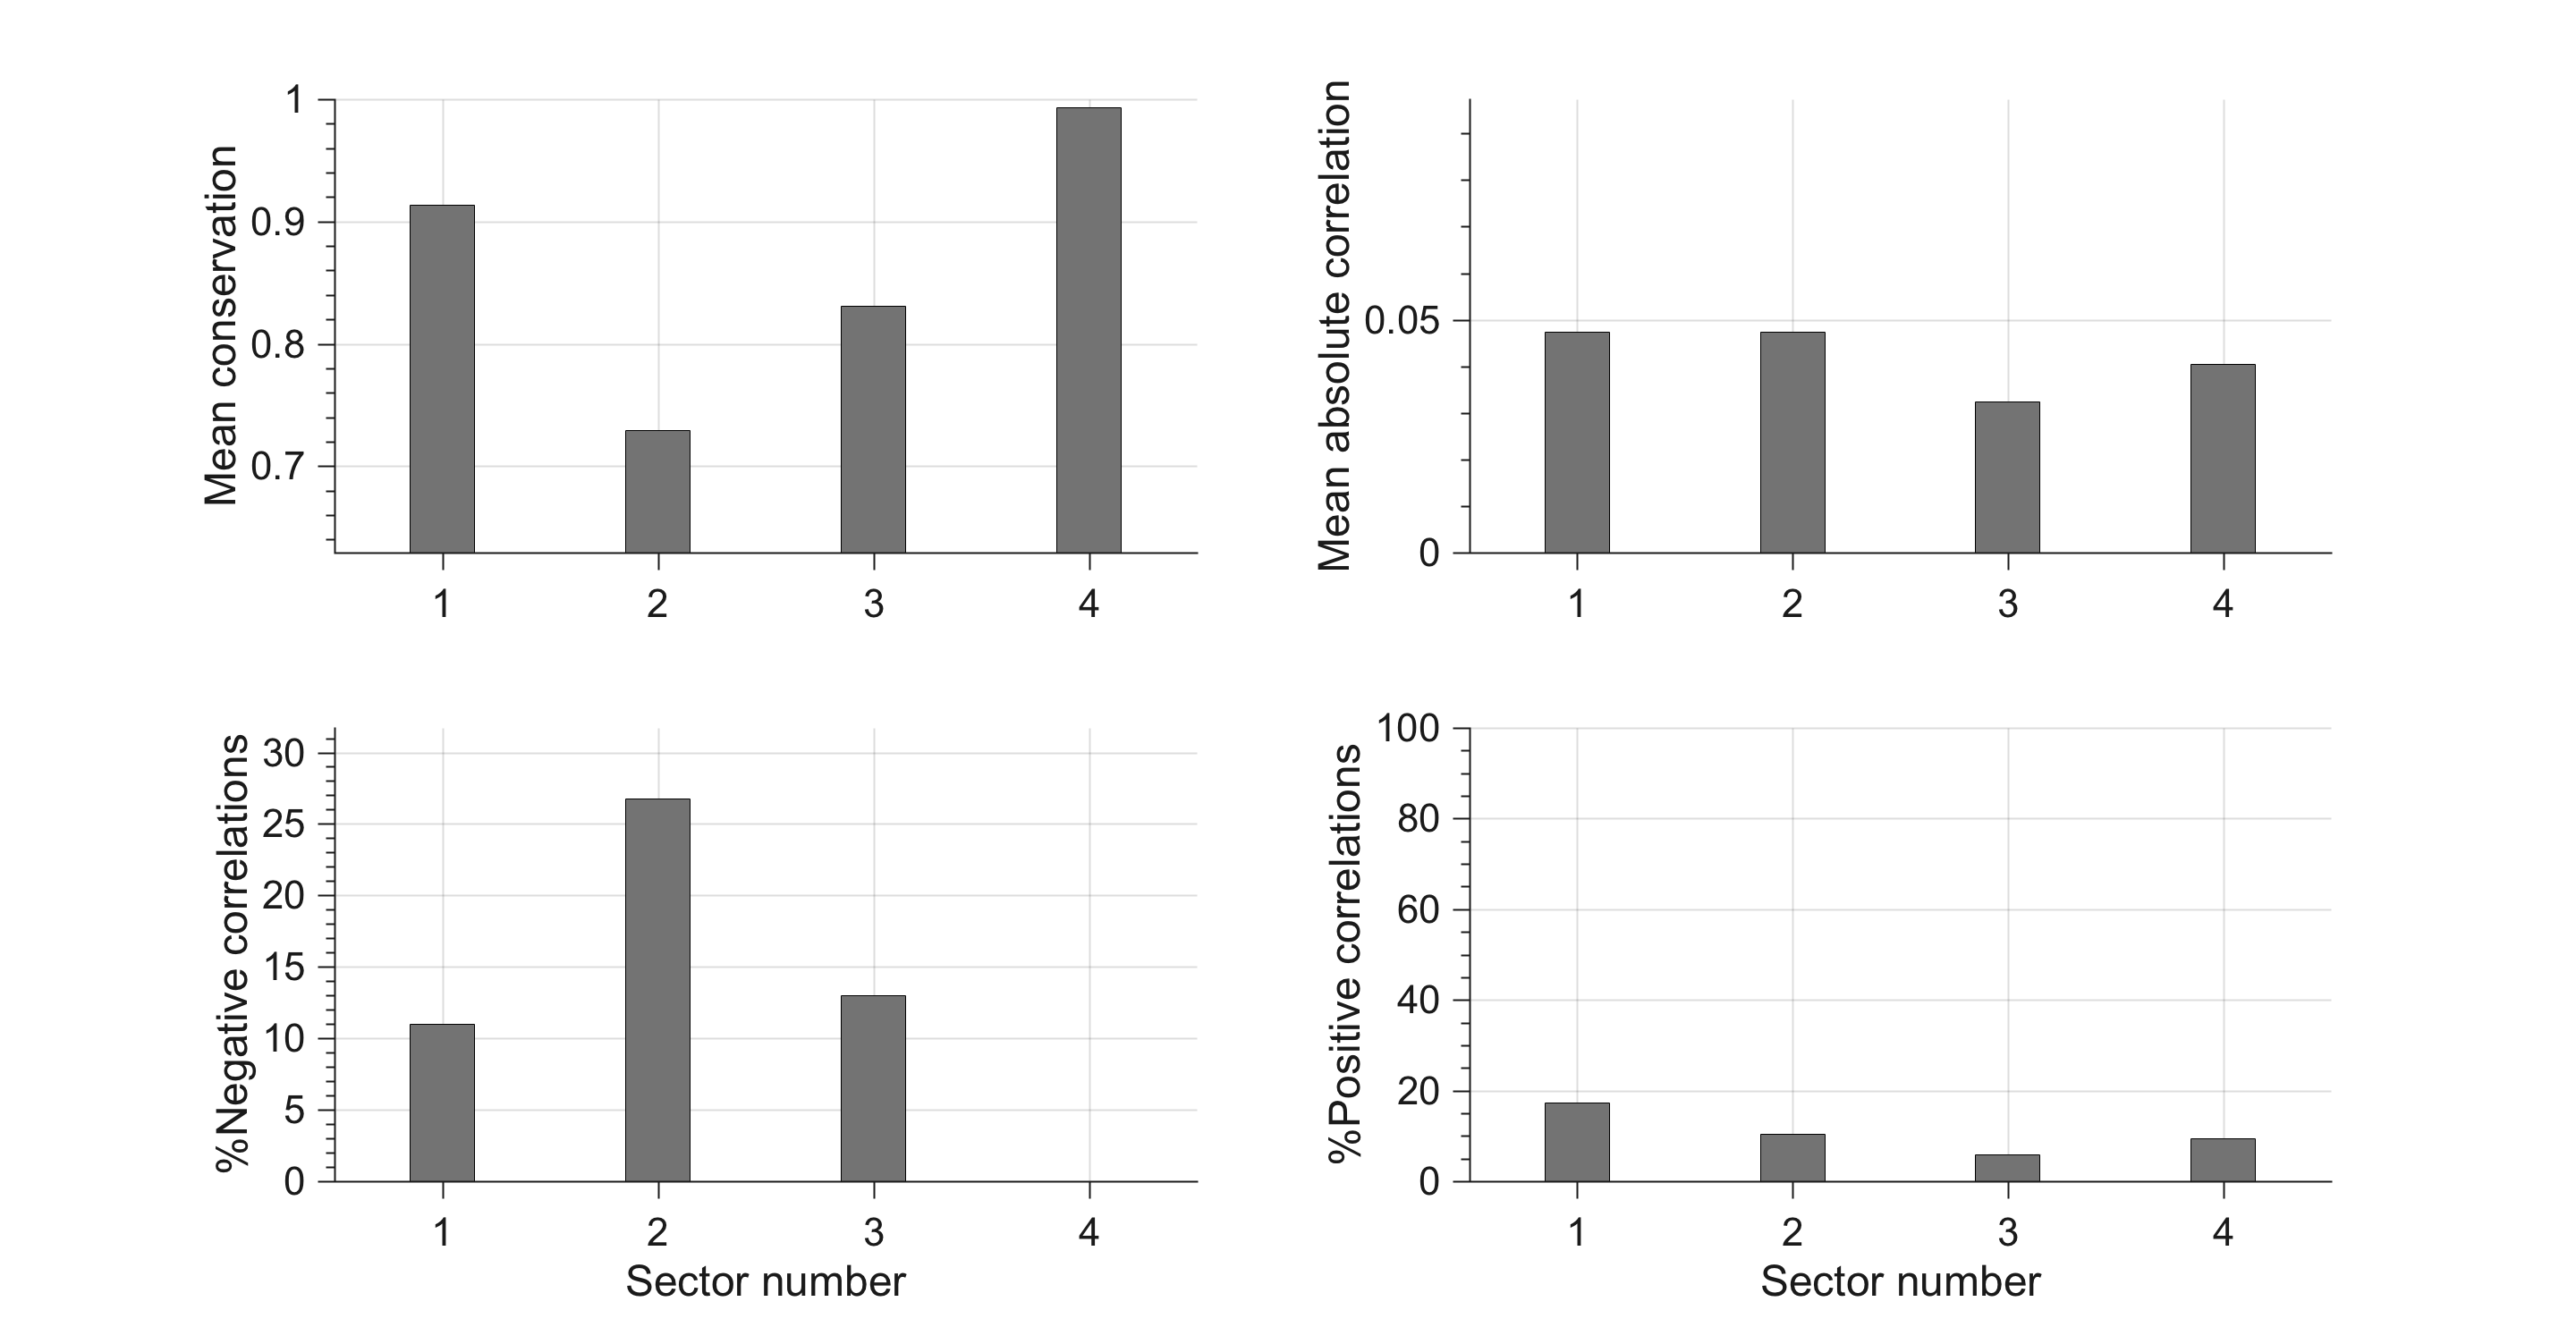 Mean conservation
1
0.9
0.8
0.7
1 2 3 4
Mean absolute correlation
0.05
0
1 2 3 4
%Negative correlations
30
25
20
15
10
5
0
1 2 3 4
Sector number
%Positive correlations
100
80
60
40
20
0
1 2 3 4
Sector number